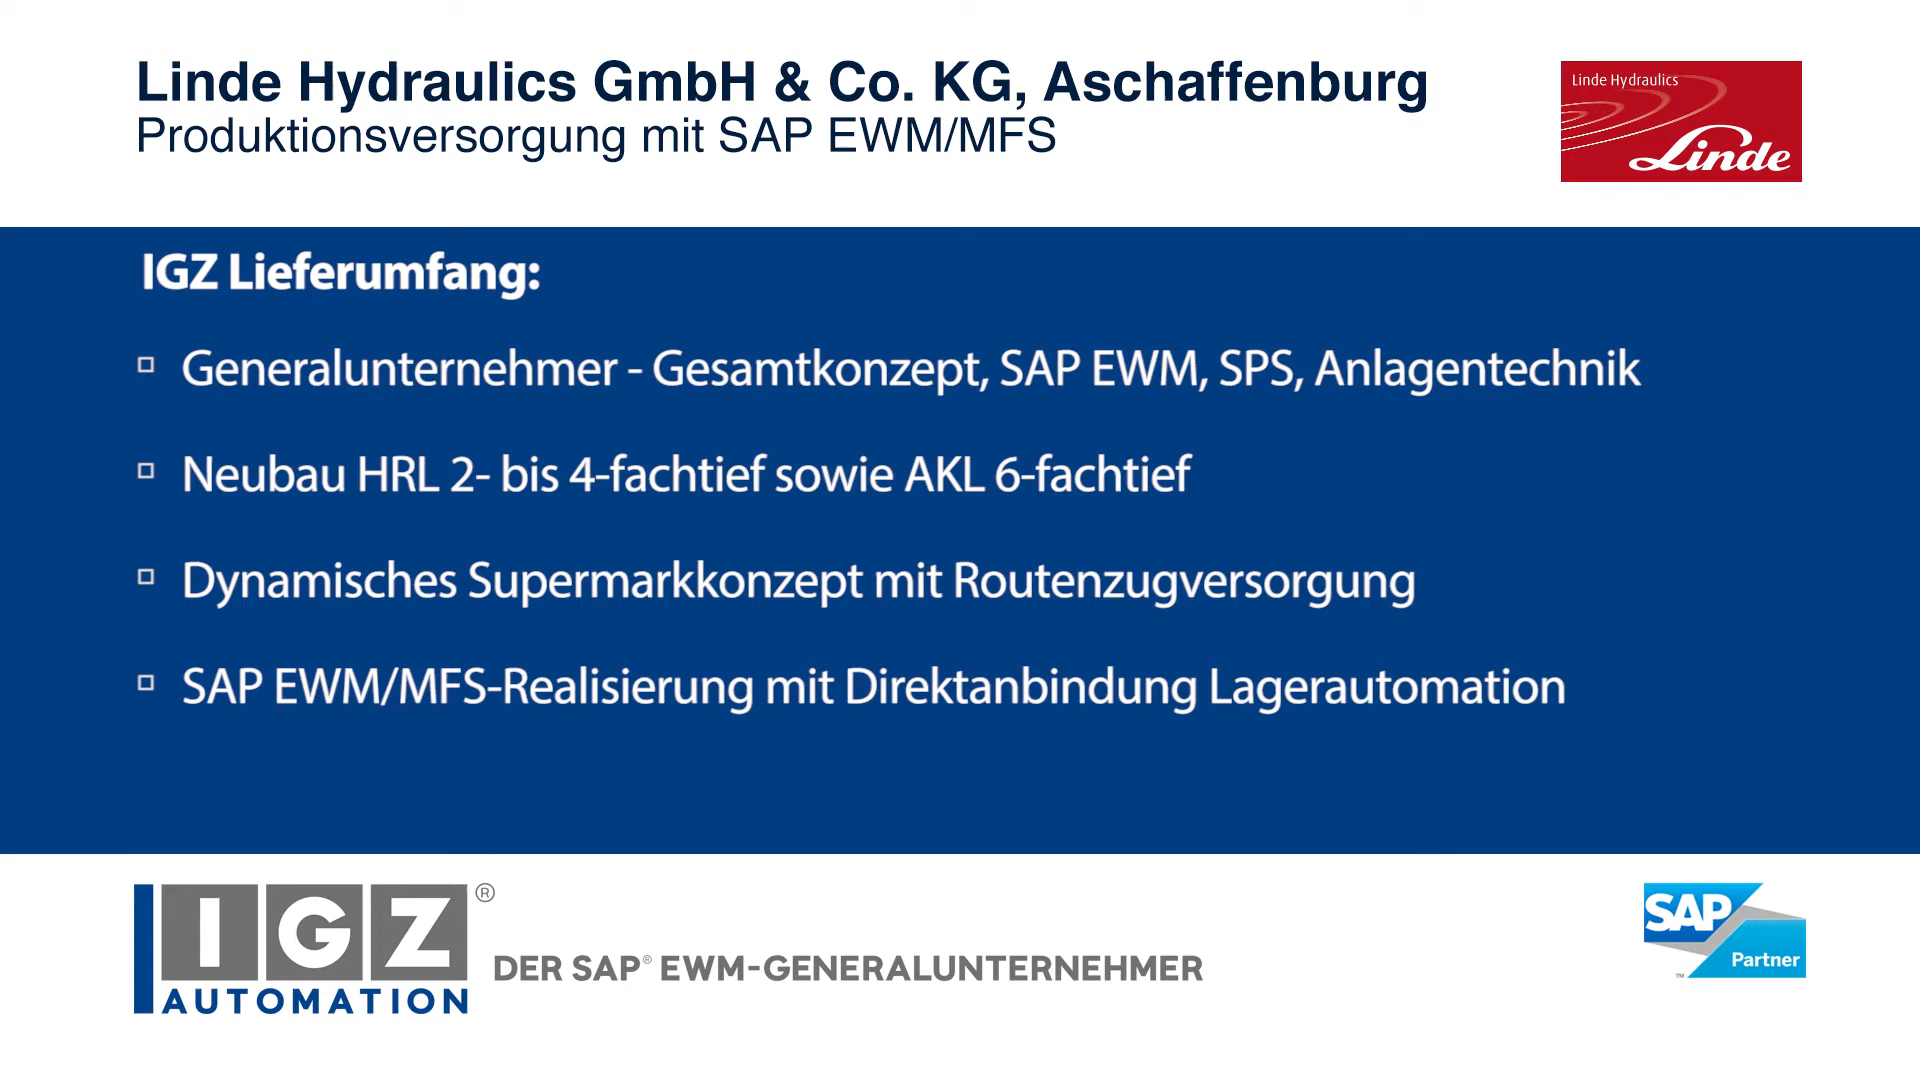 Linde Hydraulics GmbH & Co. KG, Aschaffenburg
Produktionsversorgung mit SAP EWM/MFS
Linde Hydraulics
Linde
IGZ Lieferumfang:
Generalunternehmer - Gesamtkonzept, SAP EWM, SPS, Anlagentechnik
Neubau HRL 2- bis 4-fachtief sowie AKL 6-fachtief
Dynamisches Supermarkkonzept mit Routenzugversorgung
SAP EWM/MFS-Realisierung mit Direktanbindung Lagerautomation
IGZ®
AUTOMATION
DER SAP® EWM-GENERALUNTERNEHMER
SAP
Partner
™